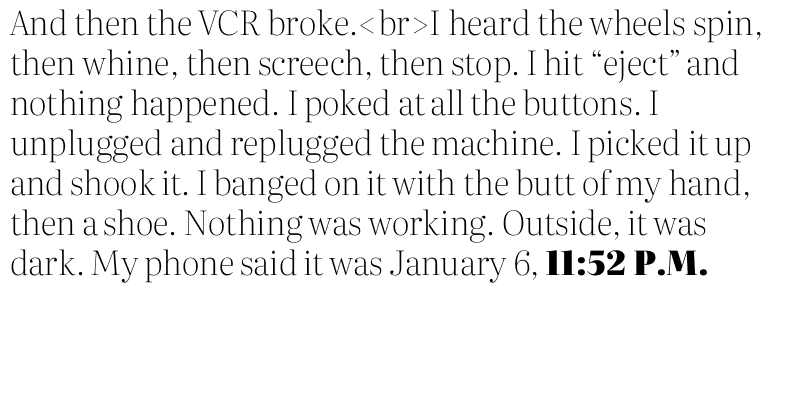 And then the VCR broke.<br>I heard the wheels spin,
then whine, then screech, then stop. I hit “eject” and
nothing happened. I poked at all the buttons. I
unplugged and replugged the machine. I picked it up
and shook it. I banged on it with the butt of my hand,
then a shoe. Nothing was working. Outside, it was
dark. My phone said it was January 6, 11:52 P.M.